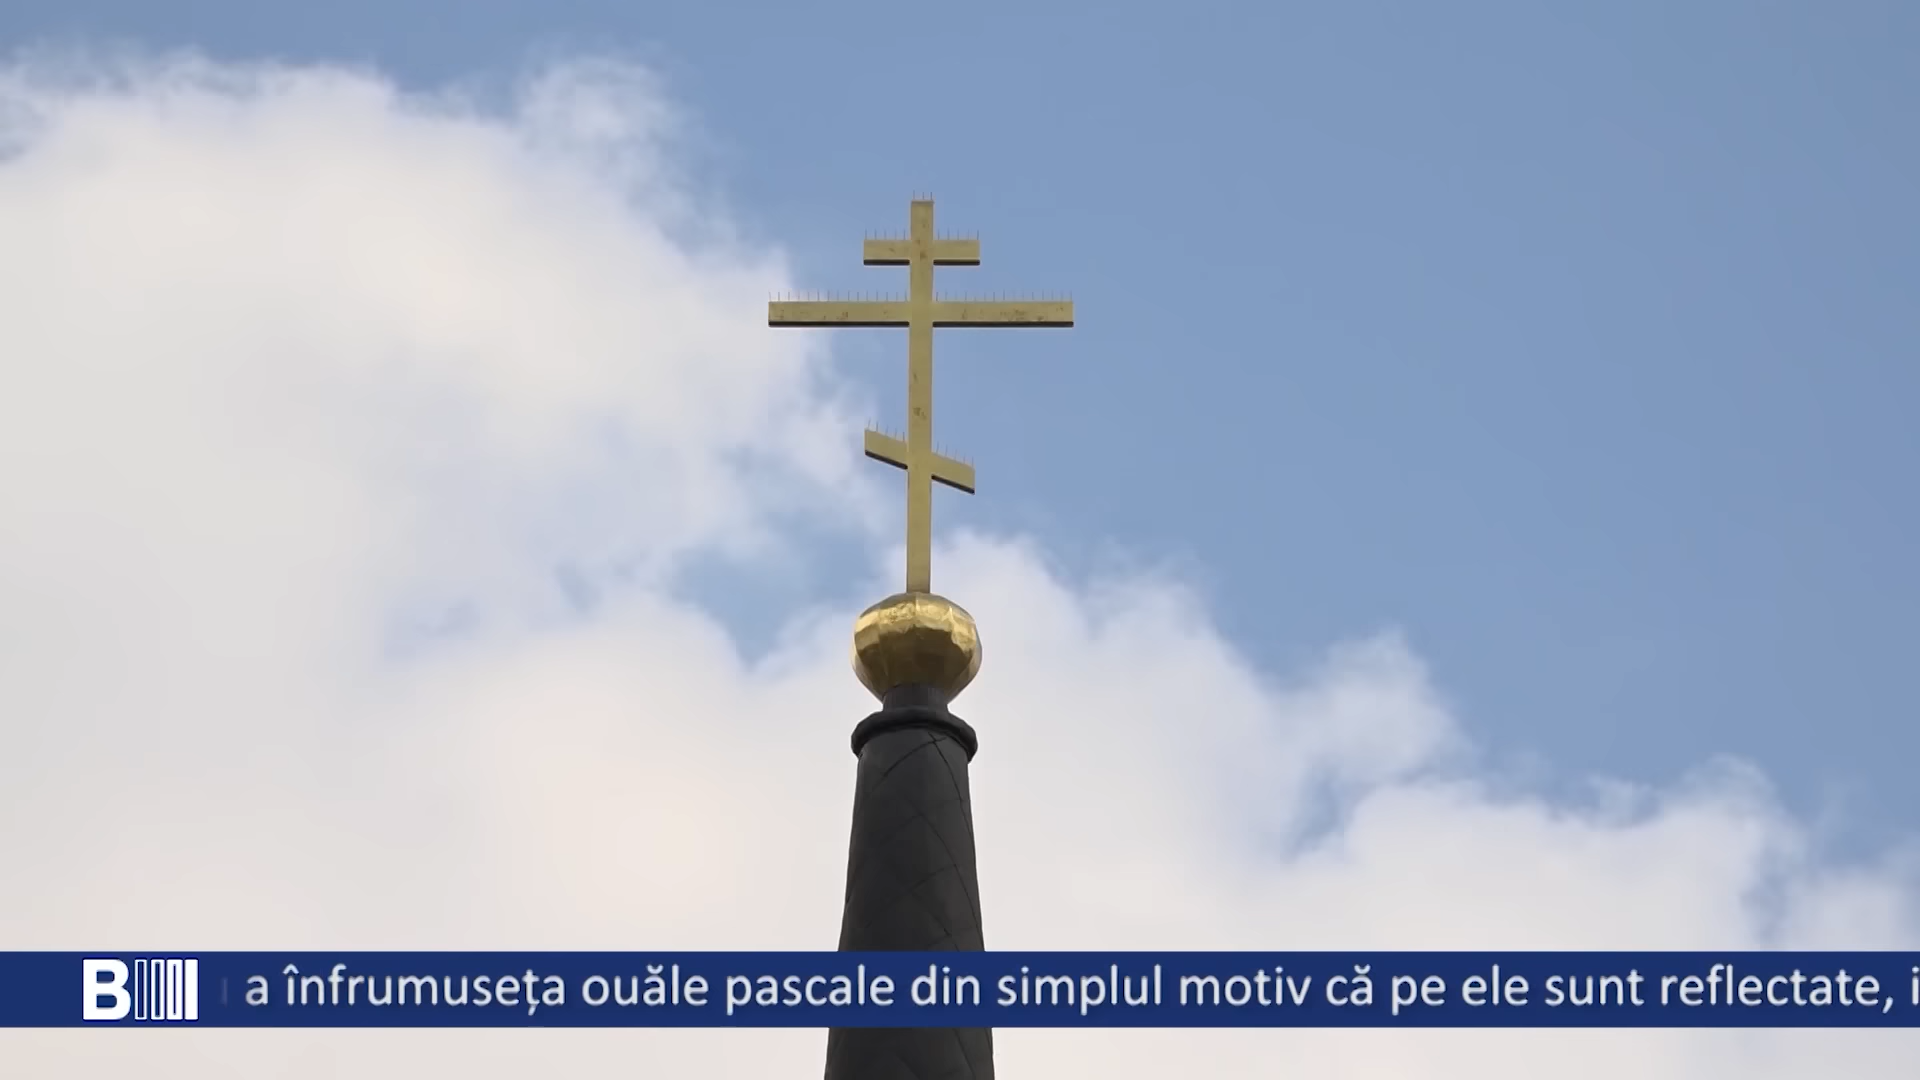 B a înfrumuseța ouăle pascale din simplul motiv că pe ele sunt reflectate,